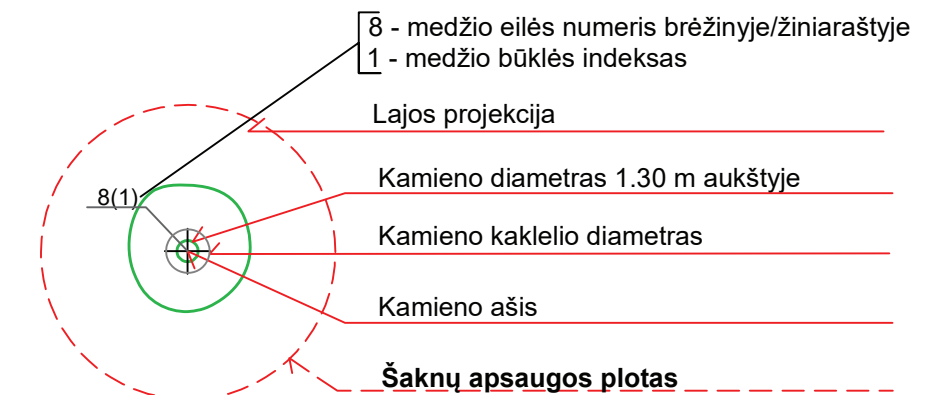 8 - medžio eilės numeris brėžinyje/žiniaraštyje
1 - medžio būklės indeksas
Lajos projekcija
Kamieno diametras 1.30 m aukštyje
8(1)
Kamieno kaklelio diametras
Kamieno ašis
Šaknų apsaugos plotas